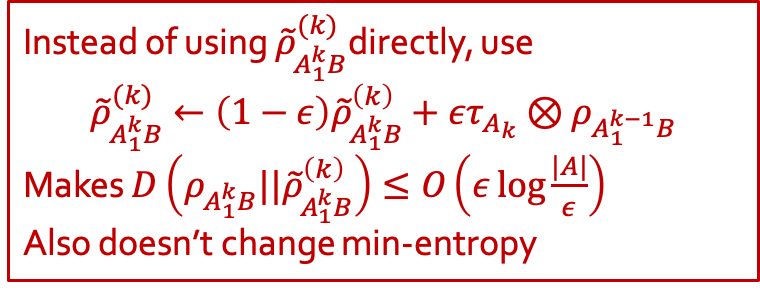 Instead of using ρ̃^{(k)}_{A_1^k B} directly, use
ρ̃^{(k)}_{A_1^k B} ← (1 − ϵ)ρ̃^{(k)}_{A_1^k B} + ϵτ_{A_k} ⊗ ρ_{A_1^{k−1} B}
Makes D(ρ_{A_1^k B}||ρ̃^{(k)}_{A_1^k B}) ≤ O(ϵ log |A|/ϵ)
Also doesn't change min-entropy